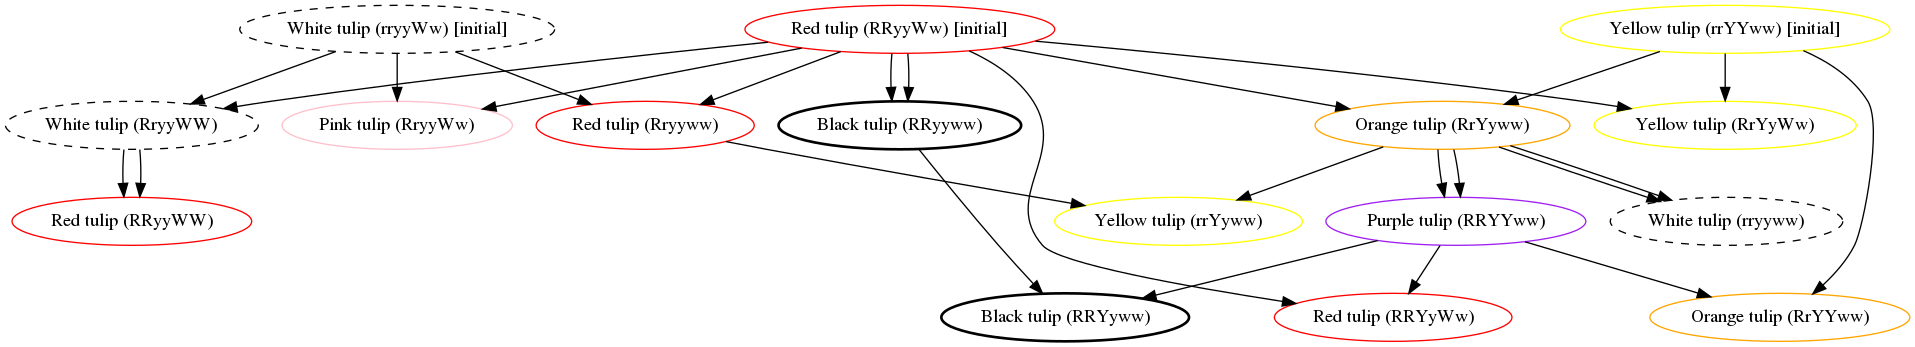 White tulip (rryyWw) [initial]
Red tulip (RRyyWw) [initial]
Yellow tulip (rrYYww) [initial]
White tulip (RryyWW)
Pink tulip (RryyWw)
Red tulip (Rryyww)
Black tulip (RRyyww)
Orange tulip (RrYyww)
Yellow tulip (RrYyWw)
Red tulip (RRyyWW)
Yellow tulip (rrYyww)
Purple tulip (RRYYww)
White tulip (rryyww)
Black tulip (RRYyww)
Red tulip (RRYyWw)
Orange tulip (RrYYww)